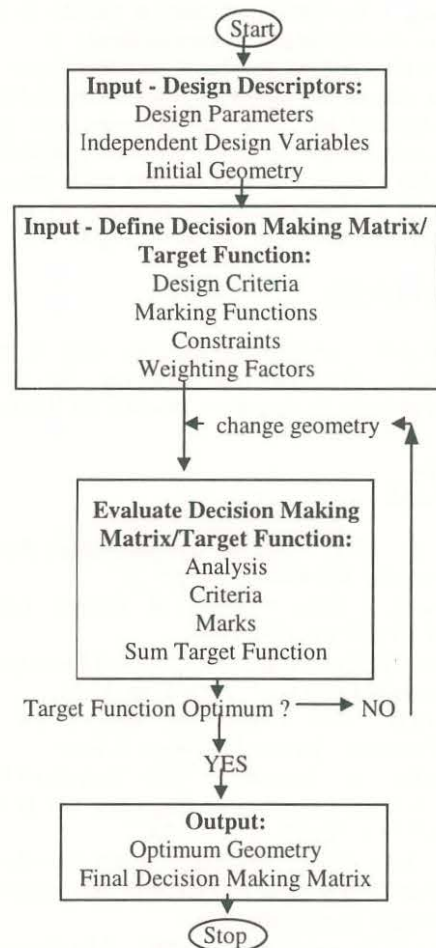 Start
Input - Design Descriptors:
Design Parameters
Independent Design Variables
Initial Geometry
Input - Define Decision Making Matrix/
Target Function:
Design Criteria
Marking Functions
Constraints
Weighting Factors
change geometry
Evaluate Decision Making
Matrix/Target Function:
Analysis
Criteria
Marks
Sum Target Function
Target Function Optimum ?
NO
YES
Output:
Optimum Geometry
Final Decision Making Matrix
Stop